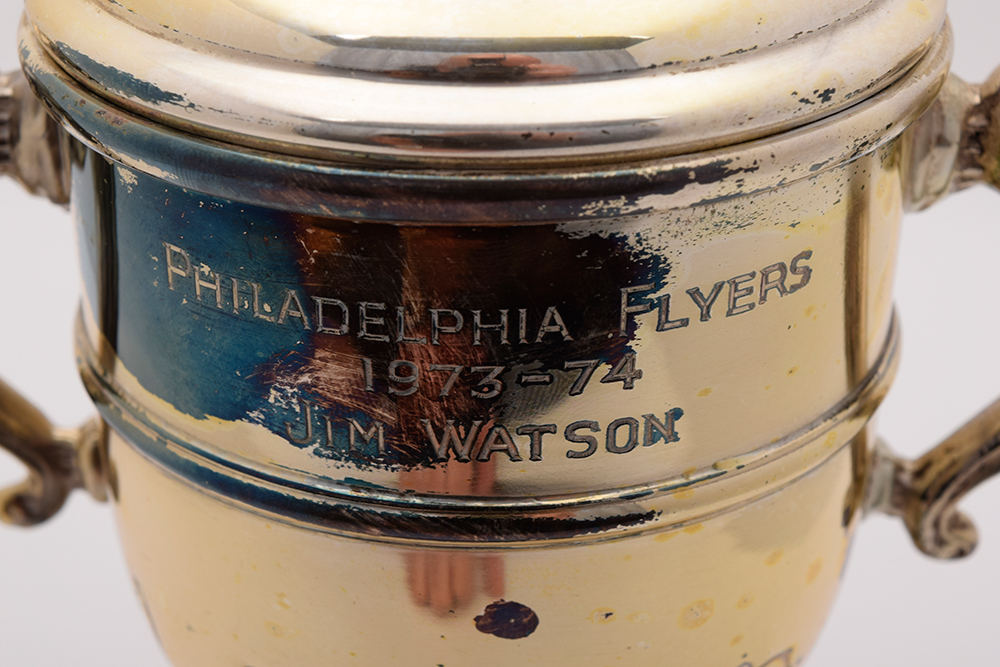 PHILADELPHIA FLYERS
1973-74
JIM WATSON